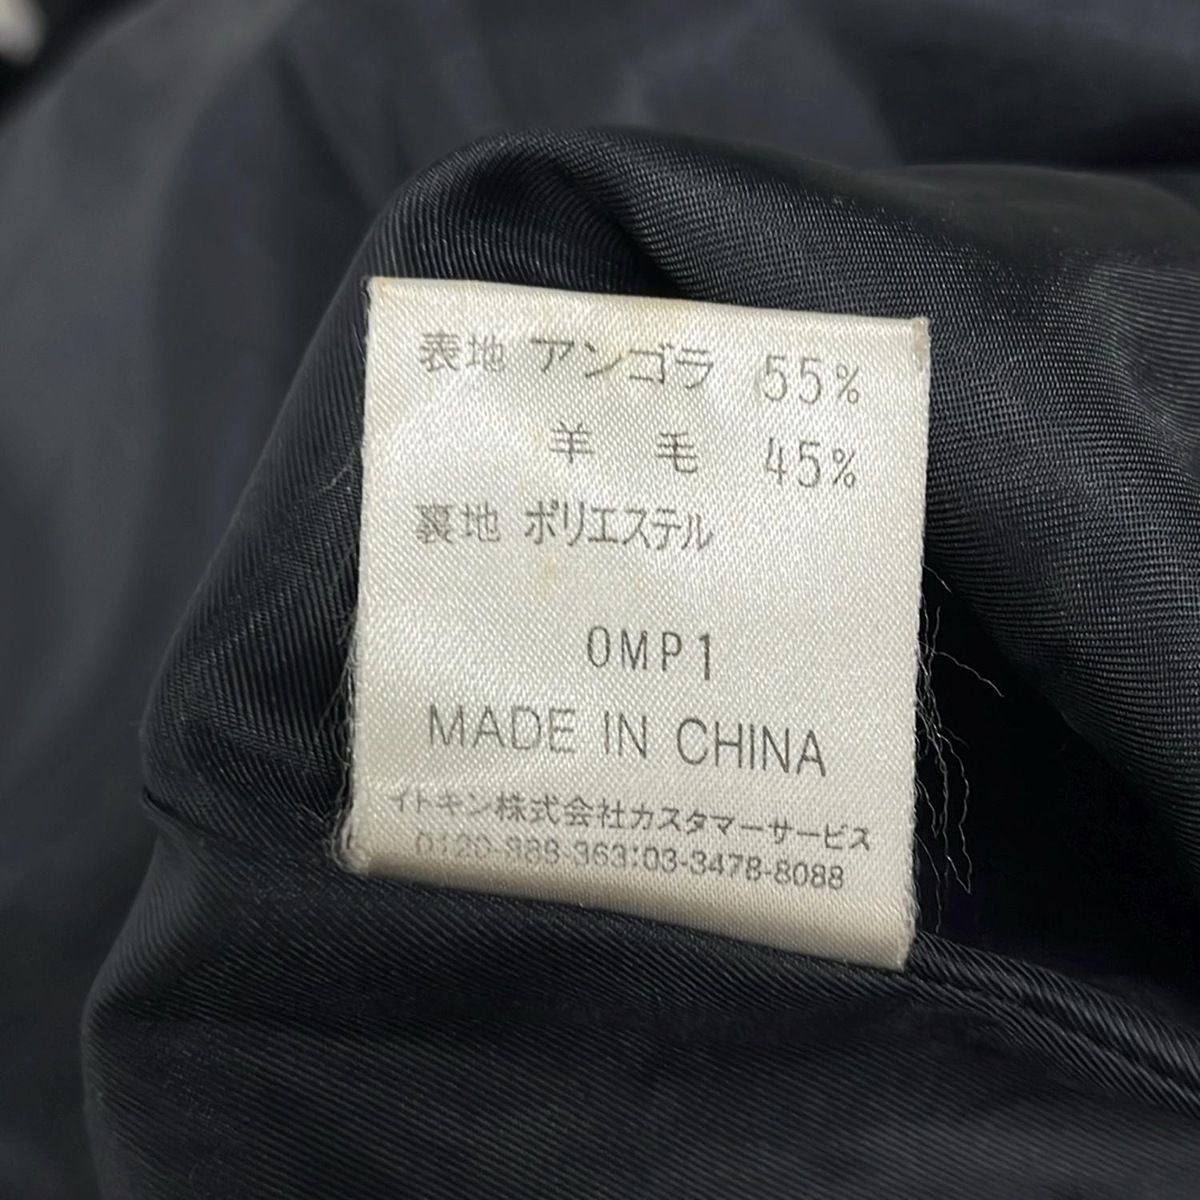 表地 アンゴラ 55%
羊 毛 45%
裏地 ポリエステル
OMP1
MADE IN CHINA
イトキン株式会社カスタマーサービス
0120-988-363:03-3478-8088